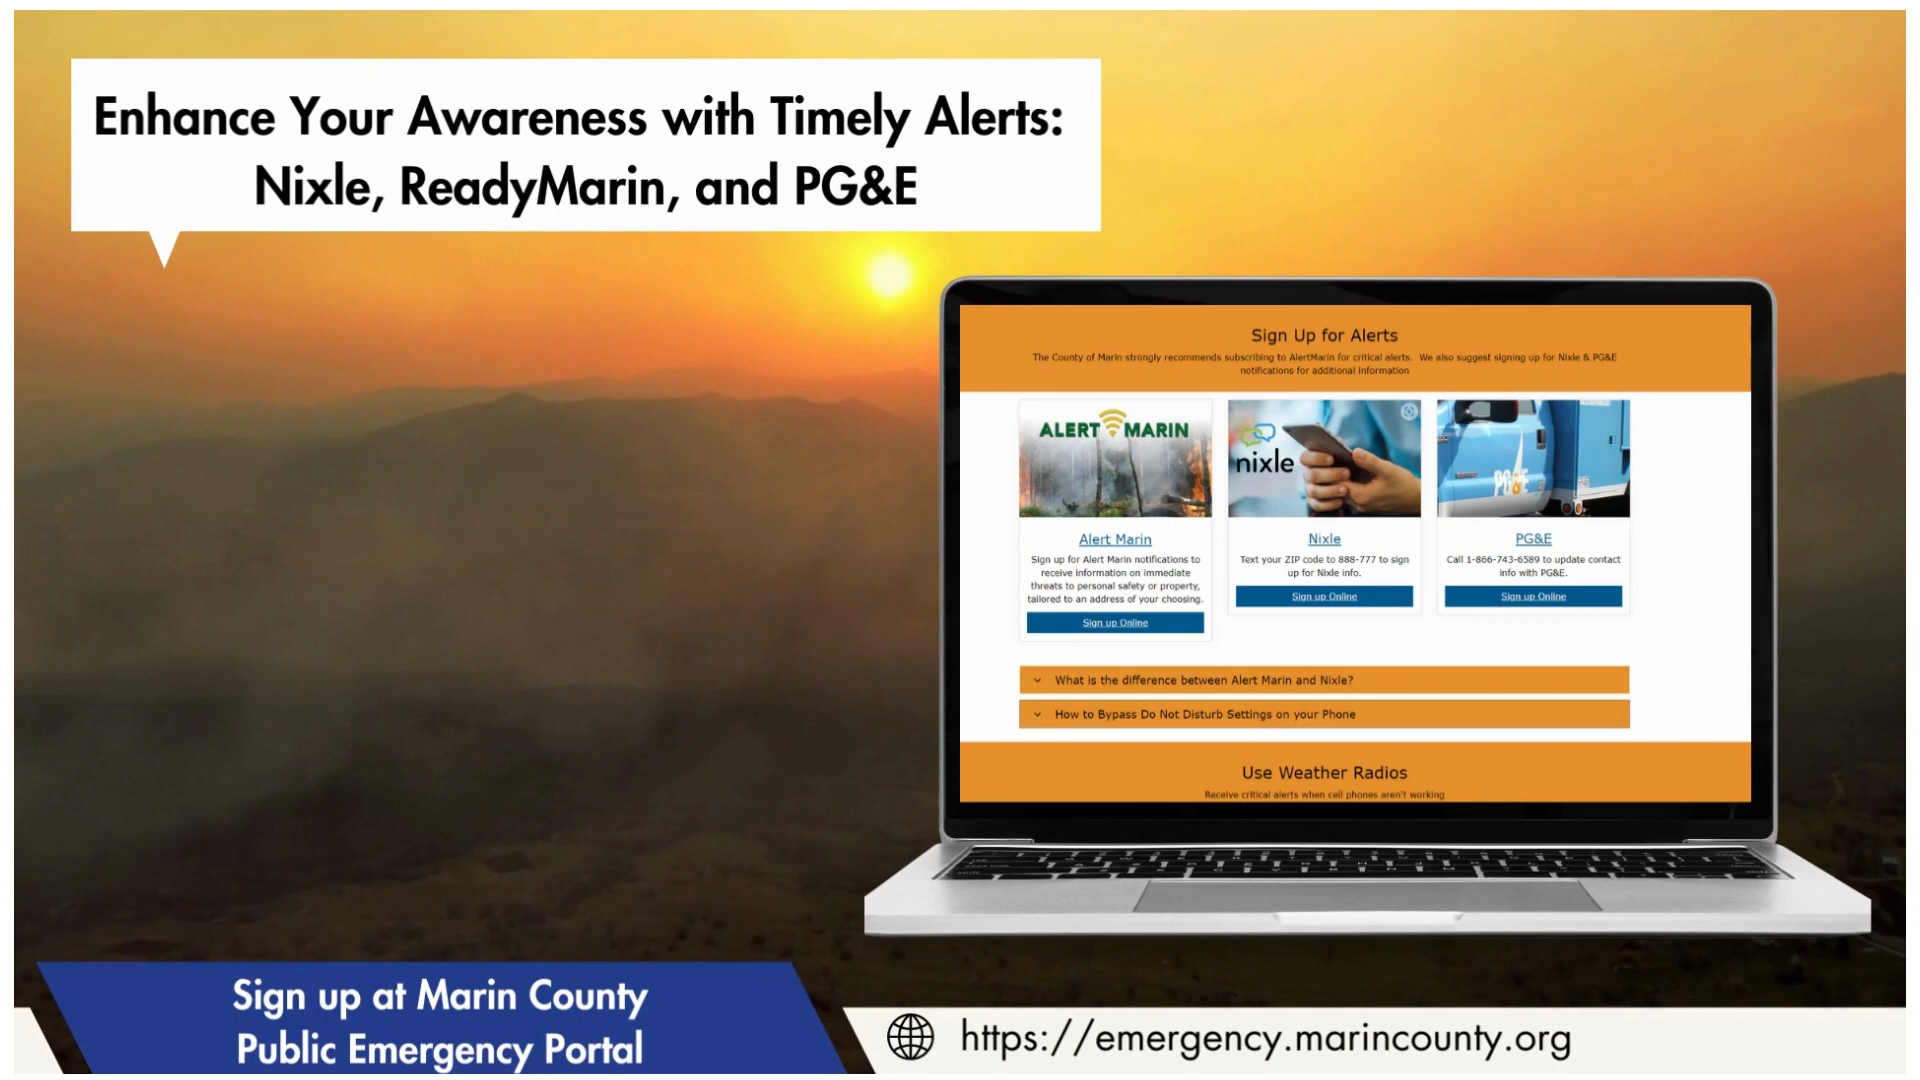 Enhance Your Awareness with Timely Alerts:
Nixle, ReadyMarin, and PG&E
Sign Up for Alerts
The County of Marin strongly recommends subscribing to AlertMarin for critical alerts. We also suggest signing up for Nixle & PG&E
notifications for additional information
ALERT MARIN
Alert Marin
Sign up for Alert Marin notifications to
receive information on immediate
threats to personal safety or property,
tailored to an address of your choosing.
Sign up Online
nixle
Nixle
Text your ZIP code to 888-777 to sign
up for Nixle info.
Sign up Online
PG&E
PG&E
Call 1-866-743-6589 to update contact
info with PG&E.
Sign up Online
What is the difference between Alert Marin and Nixle?
How to Bypass Do Not Disturb Settings on your Phone
Use Weather Radios
Receive critical alerts when cell phones aren't working
Sign up at Marin County
Public Emergency Portal
https://emergency.marincounty.org